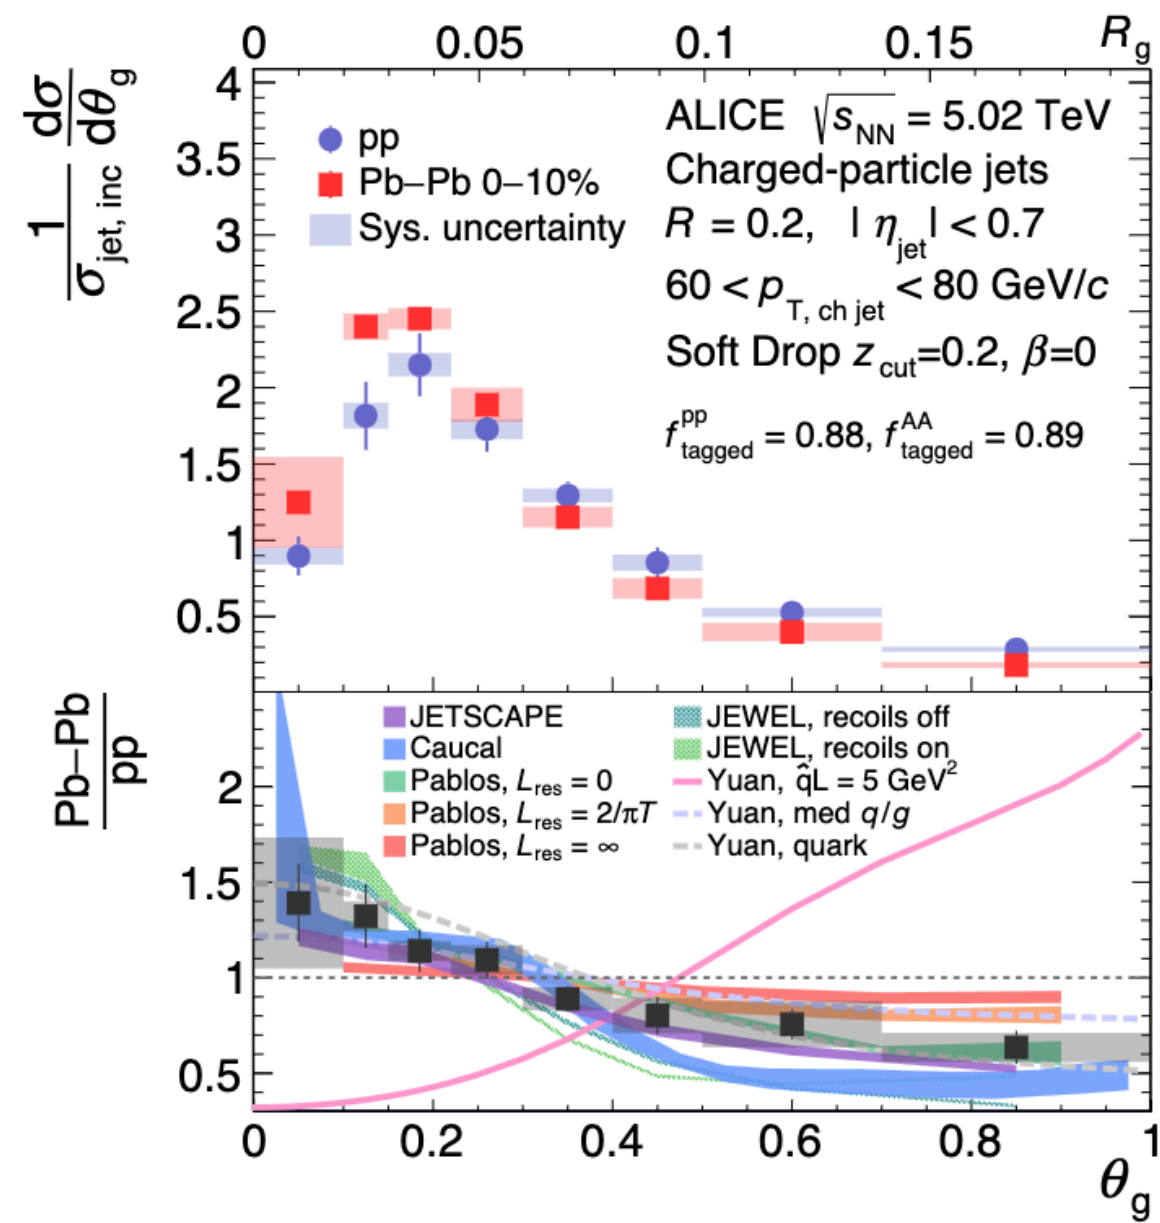 0 0.05 0.1 0.15 R_g
1/σ_jet, inc dσ/dθ_g
4
3.5
3
2.5
2
1.5
1
0.5
pp
Pb–Pb 0–10%
Sys. uncertainty
ALICE √s_NN = 5.02 TeV
Charged-particle jets
R = 0.2, | η_jet | < 0.7
60 < p_T, ch jet < 80 GeV/c
Soft Drop z_cut=0.2, β=0
f^pp_tagged = 0.88, f^AA_tagged = 0.89
Pb–Pb
pp
2
1.5
1
0.5
JETSCAPE
Caucal
Pablos, L_res = 0
Pablos, L_res = 2/πT
Pablos, L_res = ∞
JEWEL, recoils off
JEWEL, recoils on
Yuan, q̂L = 5 GeV²
Yuan, med q/g
Yuan, quark
0 0.2 0.4 0.6 0.8 1
θ_g